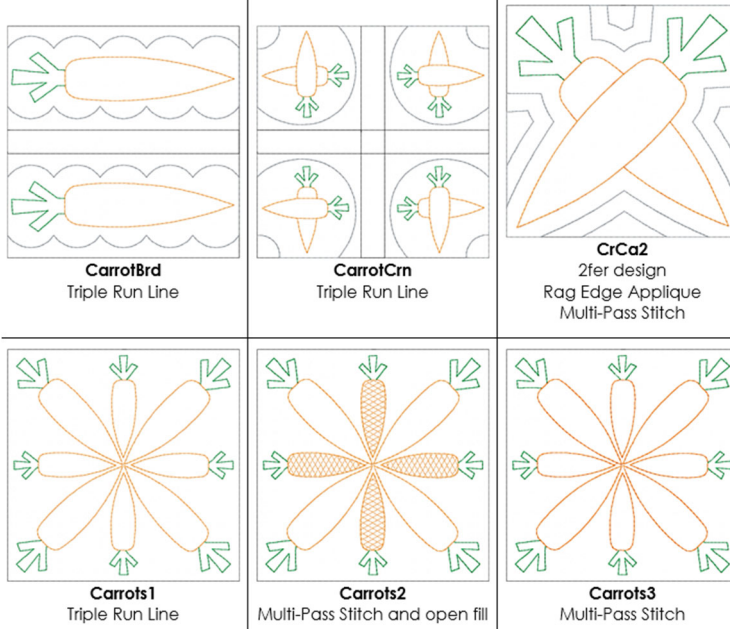 CarrotBrd
Triple Run Line
CarrotCrn
Triple Run Line
CrCa2
2fer design
Rag Edge Applique
Multi-Pass Stitch
Carrots1
Triple Run Line
Carrots2
Multi-Pass Stitch and open fill
Carrots3
Multi-Pass Stitch